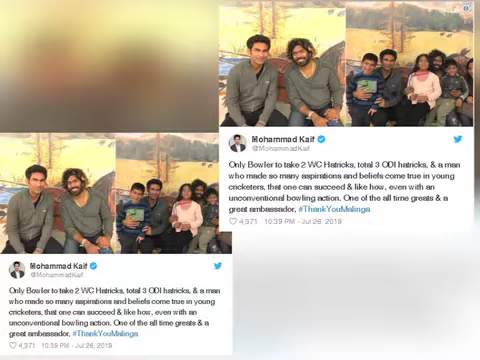 Mohammad Kaif
@MohammadKaif
Only Bowler to take 2 WC Hatricks, total 3 ODI hatricks, & a man
who made so many aspirations and beliefs come true in young
cricketers, that one can succeed & like how, even with an
unconventional bowling action. One of the all time greats & a
great ambassador, #ThankYouMalinga
4,371 10:39 PM - Jul 26, 2019
Mohammad Kaif
@MohammadKaif
Only Bowler to take 2 WC Hatricks, total 3 ODI hatricks, & a man
who made so many aspirations and beliefs come true in young
cricketers, that one can succeed & like how, even with an
unconventional bowling action. One of the all time greats & a
great ambassador, #ThankYouMalinga
4,371 10:39 PM - Jul 26, 2019